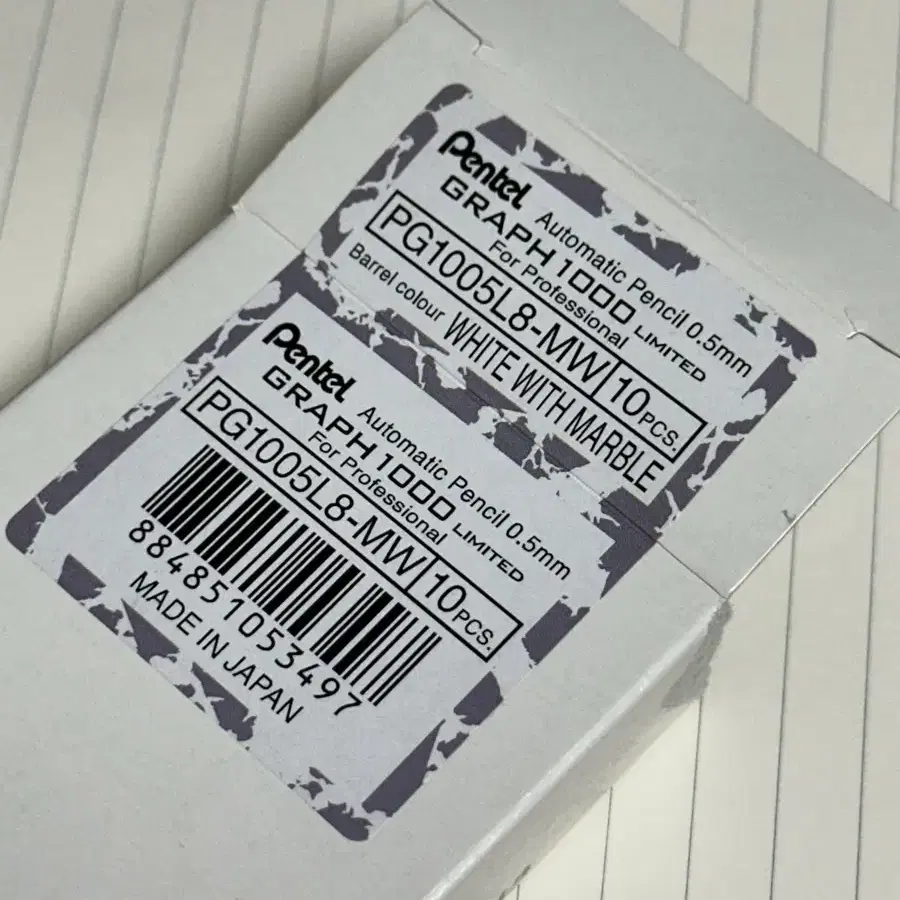 Pentel Automatic Pencil 0.5mm
GRAPH 1000 LIMITED
For Professional
PG1005L8-MW 10PCS.
Barrel colour WHITE WITH MARBLE
Pentel Automatic Pencil 0.5mm
GRAPH 1000 LIMITED
For Professional
PG1005L8-MW 10PCS.
884851053497
MADE IN JAPAN